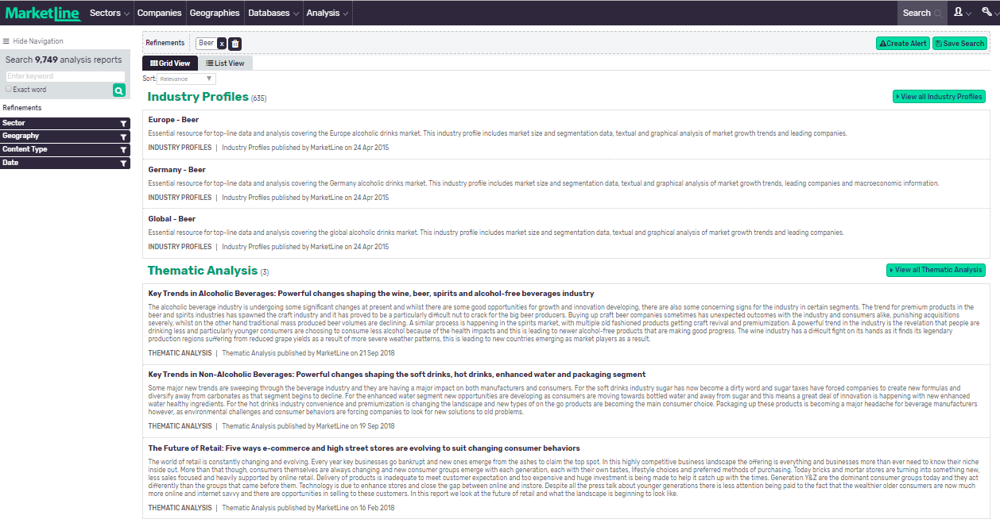 MarketLine Sectors Companies Geographies Databases Analysis Search
Hide Navigation
Search 9,749 analysis reports
Enter keyword
Exact word
Refinements
Sector
Geography
Content Type
Date
Refinements Beer x Create Alert Save Search
Grid View List View
Sort: Relevance
Industry Profiles (635) View all Industry Profiles
Europe - Beer
Essential resource for top-line data and analysis covering the Europe alcoholic drinks market. This industry profile includes market size and segmentation data, textual and graphical analysis of market growth trends and leading companies.
INDUSTRY PROFILES | Industry Profiles published by MarketLine on 24 Apr 2015
Germany - Beer
Essential resource for top-line data and analysis covering the Germany alcoholic drinks market. This industry profile includes market size and segmentation data, textual and graphical analysis of market growth trends, leading companies and macroeconomic information.
INDUSTRY PROFILES | Industry Profiles published by MarketLine on 24 Apr 2015
Global - Beer
Essential resource for top-line data and analysis covering the global alcoholic drinks market. This industry profile includes market size and segmentation data, textual and graphical analysis of market growth trends and leading companies.
INDUSTRY PROFILES | Industry Profiles published by MarketLine on 24 Apr 2015
Thematic Analysis (3) View all Thematic Analysis
Key Trends in Alcoholic Beverages: Powerful changes shaping the wine, beer, spirits and alcohol-free beverages industry
The alcoholic beverage industry is undergoing some significant changes at present and whilst there are some good opportunities for growth and innovation developing, there are also some concerning signs for the industry in certain segments. The trend for premium products in the
beer and spirits industries has spawned the craft industry and it has proved to be a particularly difficult nut to crack for the big beer producers. Buying up craft beer companies sometimes has unexpected outcomes with the industry and consumers alike, punishing acquisitions
severely, whilst on the other hand traditional mass produced beer volumes are declining. A similar process is happening in the spirits market, with multiple old fashioned products getting craft revival and premiumization. A powerful trend in the industry is the revelation that people are
drinking less and particularly younger consumers are choosing to consume less alcohol because of the health impacts and this is leading to newer alcohol-free products that are making good progress. The wine industry has a difficult fight on its hands as it finds its legendary
production regions suffering from reduced grape yields as a result of more severe weather patterns, this is leading to new countries emerging as market players as a result.
THEMATIC ANALYSIS | Thematic Analysis published by MarketLine on 21 Sep 2018
Key Trends in Non-Alcoholic Beverages: Powerful changes shaping the soft drinks, hot drinks, enhanced water and packaging segment
Some major new trends are sweeping through the beverage industry and they are having a major impact on both manufacturers and consumers. For the soft drinks industry sugar has now become a dirty word and sugar taxes have forced companies to create new formulas and
diversify away from carbonates as that segment begins to decline. For the enhanced water segment new opportunities are developing as consumers are moving towards bottled water and away from sugar and this means a great deal of innovation is happening with new enhanced
water healthy ingredients. For the hot drinks industry convenience and premiumization is changing the landscape and new types of on the go products are becoming the main consumer choice. Packaging up these products is becoming a major headache for beverage manufacturers
however, as environmental challenges and consumer behaviors are forcing companies to look for new solutions to old problems.
THEMATIC ANALYSIS | Thematic Analysis published by MarketLine on 19 Sep 2018
The Future of Retail: Five ways e-commerce and high street stores are evolving to suit changing consumer behaviors
The world of retail is constantly changing and evolving. Every year key businesses go bankrupt and new ones emerge from the ashes to claim the top spot. In this highly competitive business landscape the offering is everything and businesses more than ever need to know their niche
inside out. More than that though, consumers themselves are always changing and new consumer groups emerge with each generation, each with their own tastes, lifestyle choices and preferred methods of purchasing. Today bricks and mortar stores are turning into something new,
less sales focused and heavily supported by online retail. Delivery of products is inadequate to meet customer expectation and too expensive and huge investment is being made to help it catch up with the times. Generation Y&Z are the dominant consumer groups today and they act
differently than the groups that came before them. Technology is due to enhance stores and close the gap between online and instore. Despite all the press talk about younger generations there is less attention being paid to the fact that the wealthier older consumers are now much
more online and internet savvy and there are opportunities in selling to these customers. In this report we look at the future of retail and what the landscape is beginning to look like.
THEMATIC ANALYSIS | Thematic Analysis published by MarketLine on 16 Feb 2018